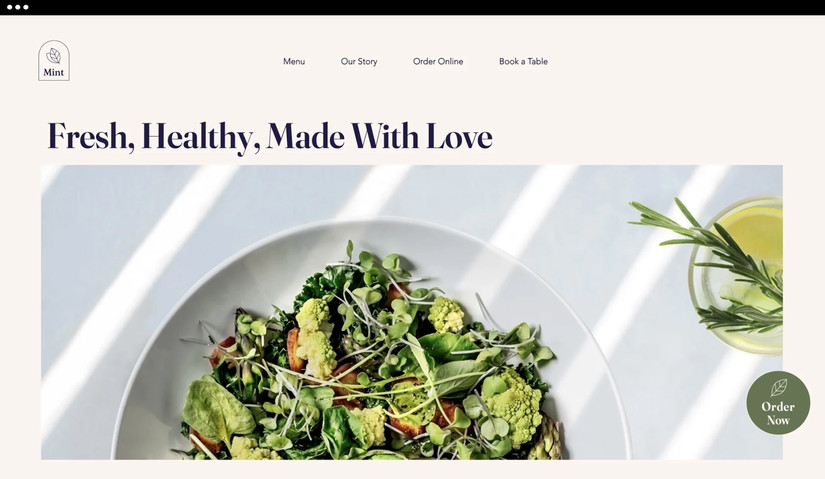 Mint
Menu Our Story Order Online Book a Table
Fresh, Healthy, Made With Love
Order
Now